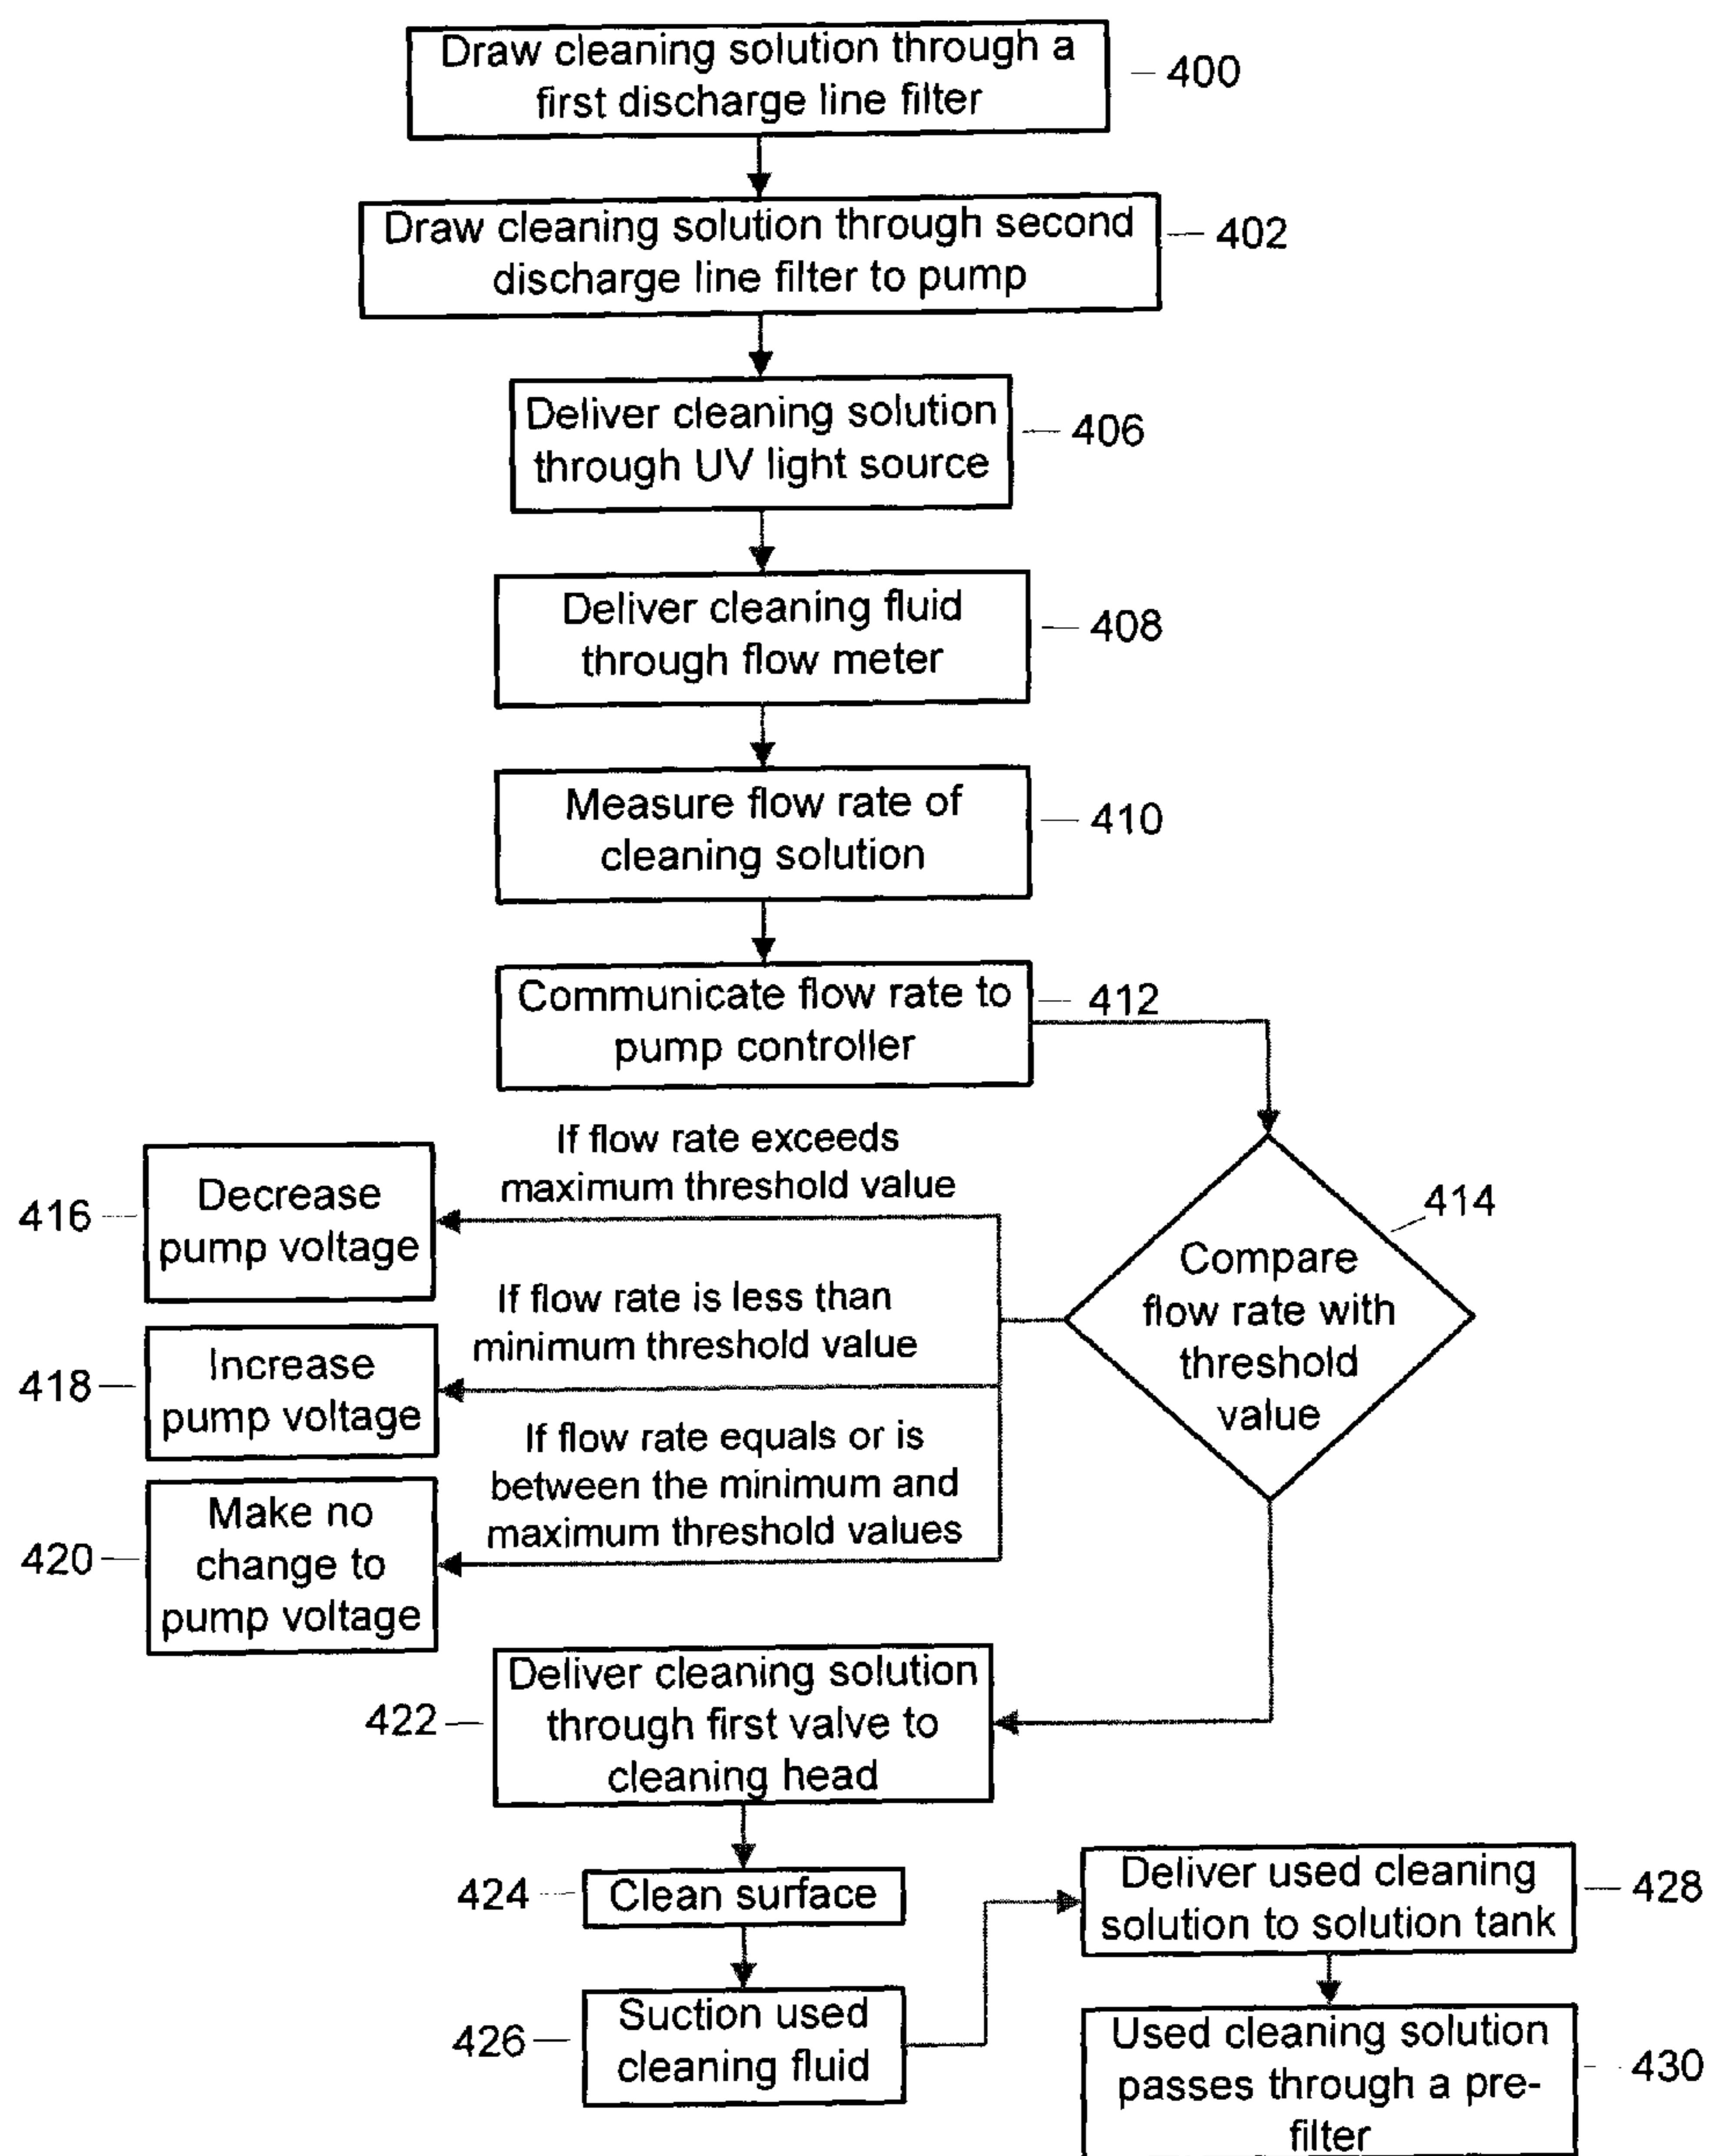 Draw cleaning solution through a
first discharge line filter
400
Draw cleaning solution through second
discharge line filter to pump
402
Deliver cleaning solution
through UV light source
406
Deliver cleaning fluid
through flow meter
408
Measure flow rate of
cleaning solution
410
Communicate flow rate to
pump controller
412
If flow rate exceeds
maximum threshold value
416
Decrease
pump voltage
414
Compare
flow rate with
threshold
value
If flow rate is less than
minimum threshold value
418
Increase
pump voltage
If flow rate equals or is
between the minimum and
maximum threshold values
420
Make no
change to
pump voltage
422
Deliver cleaning solution
through first valve to
cleaning head
424
Clean surface
426
Suction used
cleaning fluid
Deliver used cleaning
solution to solution tank
428
Used cleaning solution
passes through a pre-
filter
430